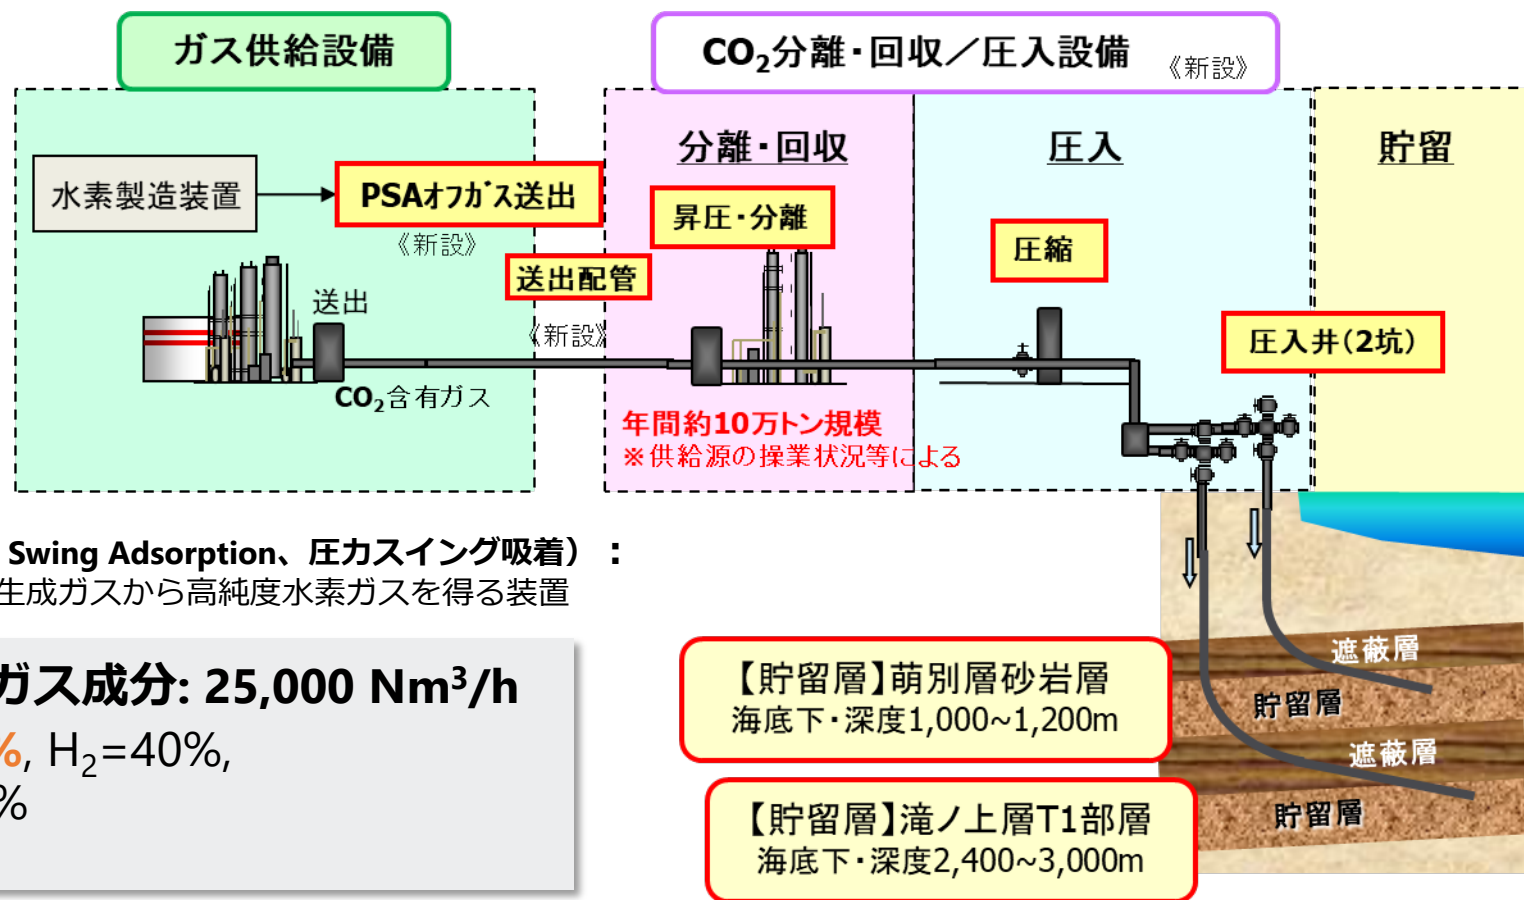 ガス供給設備
CO₂分離・回収／圧入設備 《新設》
分離・回収
圧入
貯留
水素製造装置
PSAオフガス送出
《新設》
昇圧・分離
圧縮
送出配管
《新設》
送出
CO₂含有ガス
圧入井(2坑)
年間約10万トン規模
※供給源の操業状況等による
Swing Adsorption、圧力スイング吸着）：
生成ガスから高純度水素ガスを得る装置
ガス成分: 25,000 Nm³/h
%, H₂=40%,
%
【貯留層】萌別層砂岩層
海底下・深度1,000~1,200m
【貯留層】滝ノ上層T1部層
海底下・深度2,400~3,000m
遮蔽層
貯留層
遮蔽層
貯留層